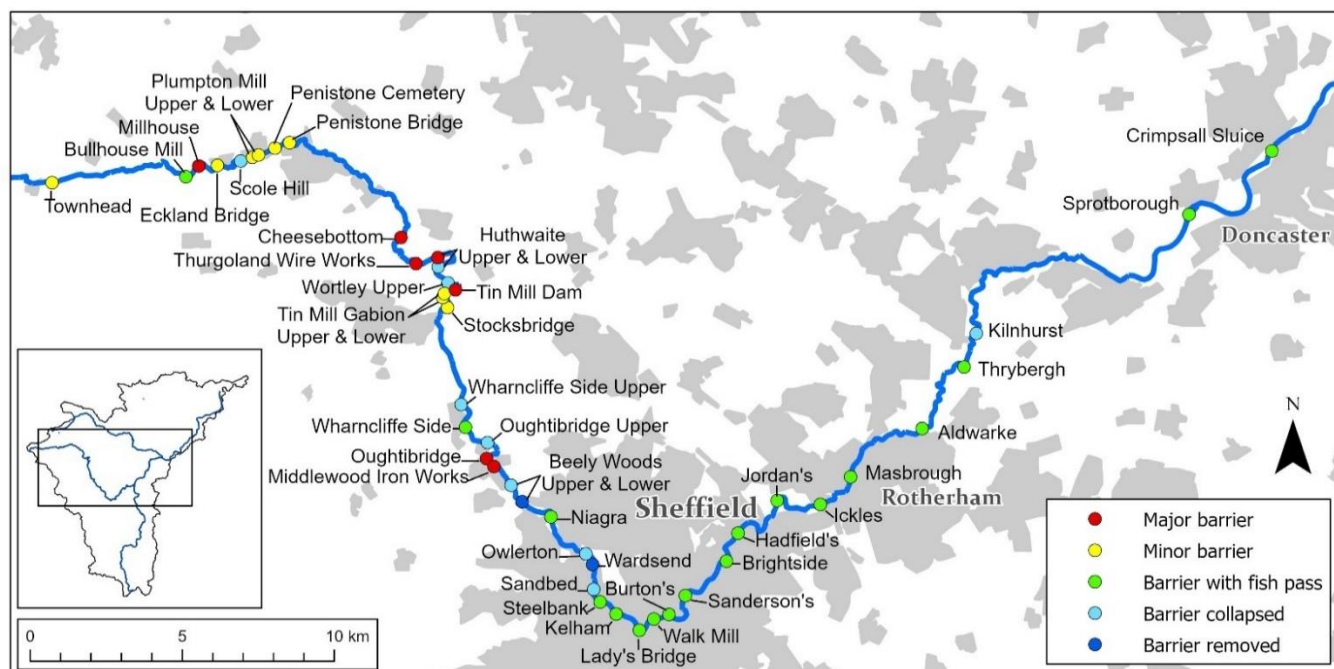 Plumpton Mill
Upper & Lower
Penistone Cemetery
Millhouse
Penistone Bridge
Bullhouse Mill
Scole Hill
Townhead
Eckland Bridge
Crimpsall Sluice
Sprotborough
Doncaster
Cheesebottom
Huthwaite
Upper & Lower
Thurgoland Wire Works
Wortley Upper
Tin Mill Dam
Tin Mill Gabion
Upper & Lower
Stocksbridge
Kilnhurst
Thrybergh
Wharncliffe Side Upper
Wharncliffe Side
Oughtibridge Upper
Aldwarke
Oughtibridge
Middlewood Iron Works
Beely Woods
Upper & Lower
Jordan's
Masbrough
Rotherham
Sheffield
Ickles
Niagra
Hadfield's
Owlerton
Wardsend
Brightside
Sandbed
Burton's
Sanderson's
Steelbank
Kelham
Walk Mill
Lady's Bridge
N
Major barrier
Minor barrier
Barrier with fish pass
Barrier collapsed
Barrier removed
0 5 10 km